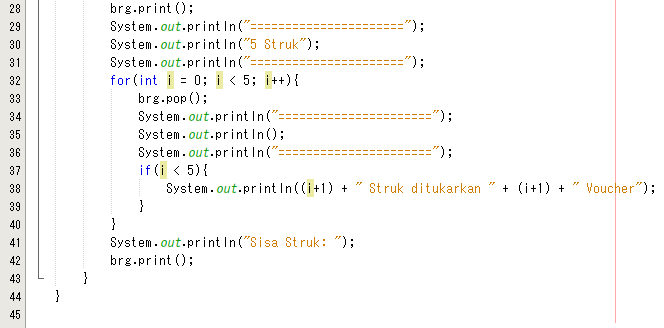 28 brg.print();
29 System.out.println("======================");
30 System.out.println("5 Struk");
31 System.out.println("======================");
32 for(int i = 0; i < 5; i++){
33 brg.pop();
34 System.out.println("======================");
35 System.out.println();
36 System.out.println("======================");
37 if(i < 5){
38 System.out.println((i+1) + " Struk ditukarkan " + (i+1) + " Voucher");
39 }
40 }
41 System.out.println("Sisa Struk: ");
42 brg.print();
43 }
44 }
45